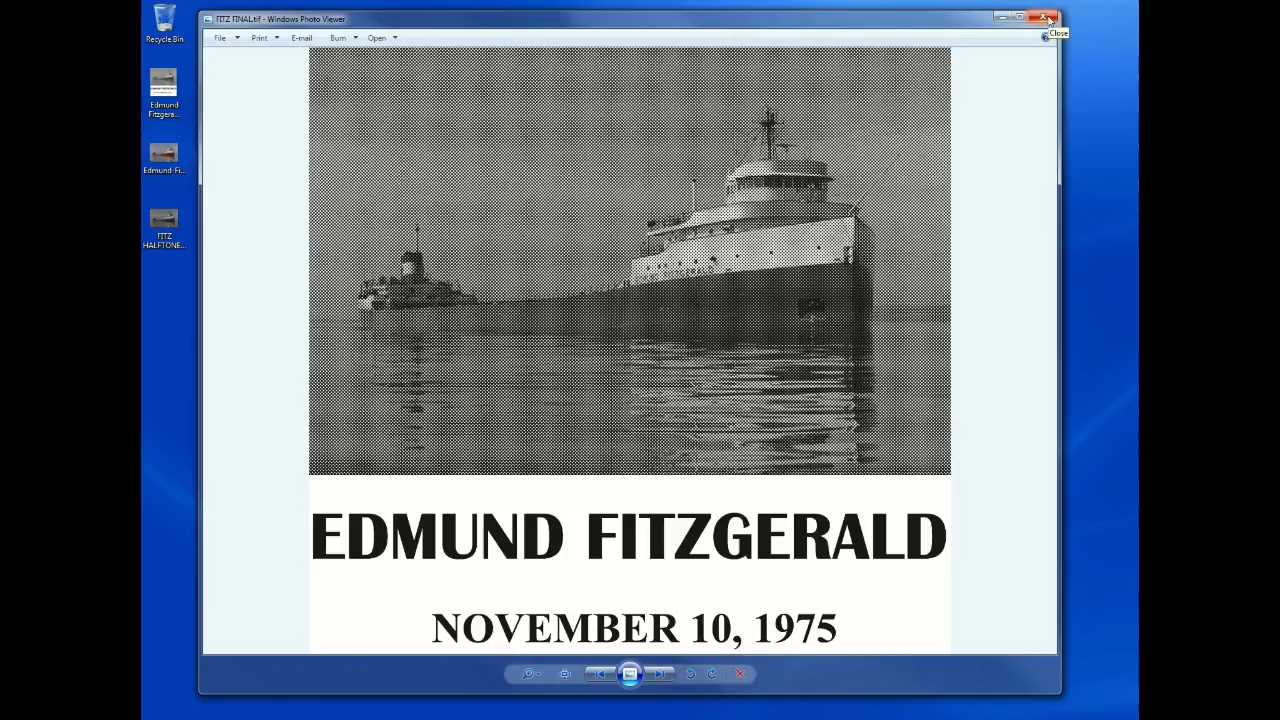 FITZ FINAL.tif - Windows Photo Viewer
File Print E-mail Burn Open
Close
Recycle Bin
Edmund
Fitzgera...
Edmund-Fi...
FITZ
HALFTONE...
FITZGERALD
EDMUND FITZGERALD
NOVEMBER 10, 1975